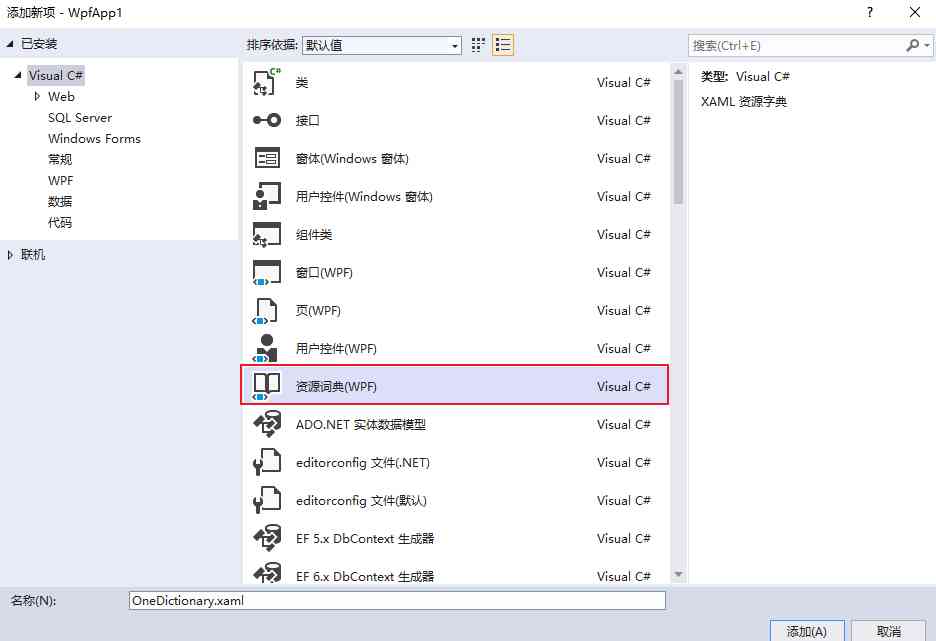 添加新项 - WpfApp1
?
已安装
排序依据: 默认值
搜索(Ctrl+E)
Visual C#
Web
SQL Server
Windows Forms
常规
WPF
数据
代码
联机
类 Visual C#
接口 Visual C#
窗体(Windows 窗体) Visual C#
用户控件(Windows 窗体) Visual C#
组件类 Visual C#
窗口(WPF) Visual C#
页(WPF) Visual C#
用户控件(WPF) Visual C#
资源词典(WPF) Visual C#
ADO.NET 实体数据模型 Visual C#
editorconfig 文件(.NET) Visual C#
editorconfig 文件(默认) Visual C#
EF 5.x DbContext 生成器 Visual C#
EF 6.x DbContext 生成器 Visual C#
类型: Visual C#
XAML 资源字典
名称(N): OneDictionary.xaml
添加(A) 取消